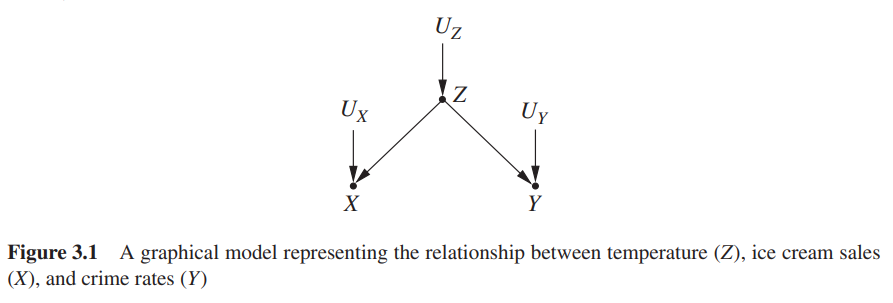 U_Z
Z
U_X
U_Y
X
Y
Figure 3.1 A graphical model representing the relationship between temperature (Z), ice cream sales
(X), and crime rates (Y)